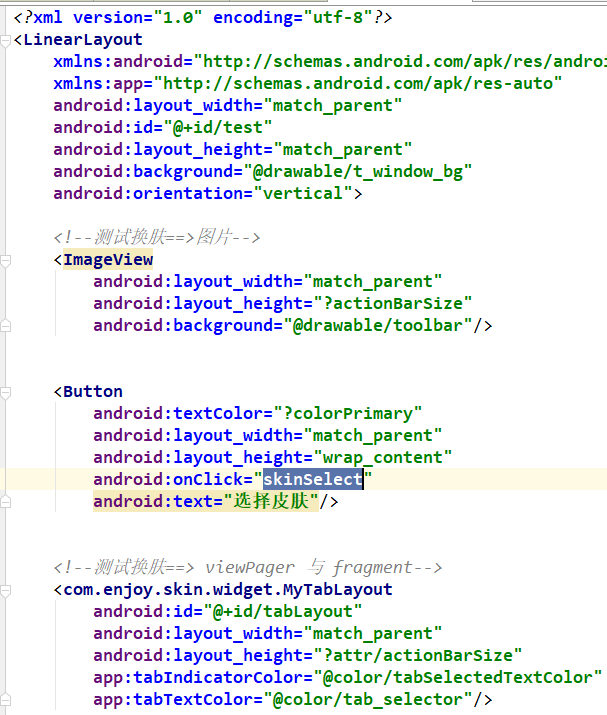 <?xml version="1.0" encoding="utf-8"?>
<LinearLayout
xmlns:android="http://schemas.android.com/apk/res/androi
xmlns:app="http://schemas.android.com/apk/res-auto"
android:layout_width="match_parent"
android:id="@+id/test"
android:layout_height="match_parent"
android:background="@drawable/t_window_bg"
android:orientation="vertical">
<!--测试换肤==>图片-->
<ImageView
android:layout_width="match_parent"
android:layout_height="?actionBarSize"
android:background="@drawable/toolbar"/>
<Button
android:textColor="?colorPrimary"
android:layout_width="match_parent"
android:layout_height="wrap_content"
android:onClick="skinSelect"
android:text="选择皮肤"/>
<!--测试换肤==> viewPager 与 fragment-->
<com.enjoy.skin.widget.MyTabLayout
android:id="@+id/tabLayout"
android:layout_width="match_parent"
android:layout_height="?attr/actionBarSize"
app:tabIndicatorColor="@color/tabSelectedTextColor"
app:tabTextColor="@color/tab_selector"/>